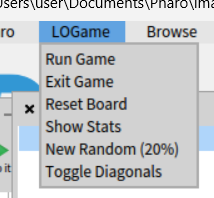 Users\user\Documents\Pharo\ima
ro LOGame Browse
Run Game
Exit Game
Reset Board
Show Stats
New Random (20%)
Toggle Diagonals